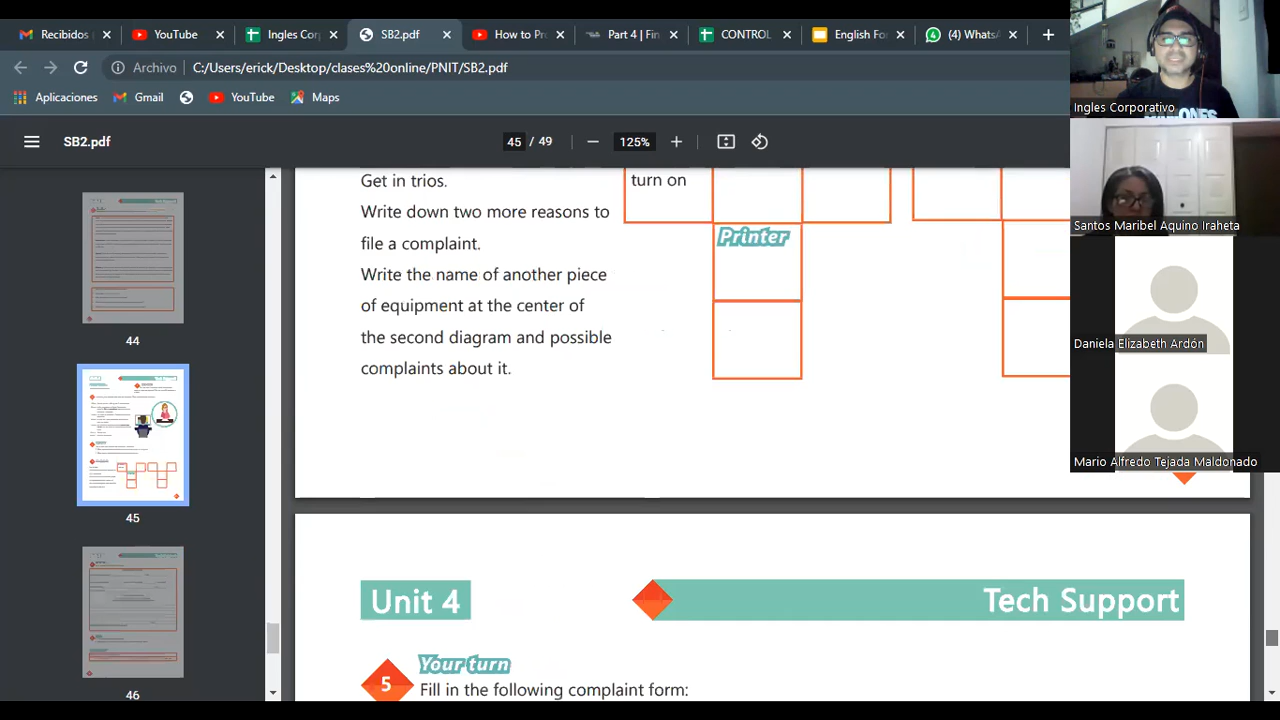 Recibidos
YouTube
Ingles Cor
SB2.pdf
How to Pr
Part 4 | Fin
CONTROL
English Fo
(4) Whats
Archivo
C:/Users/erick/Desktop/clases%20online/PNIT/SB2.pdf
Aplicaciones
Gmail
YouTube
Maps
SB2.pdf
45 / 49
125%
Get in trios.
Write down two more reasons to
file a complaint.
Write the name of another piece
of equipment at the center of
the second diagram and possible
complaints about it.
turn on
Printer
44
45
46
Unit 4
Tech Support
5
Your turn
Fill in the following complaint form:
Ingles Corporativo
Santos Maribel Aquino Iraheta
Daniela Elizabeth Ardón
Mario Alfredo Tejada Maldonado